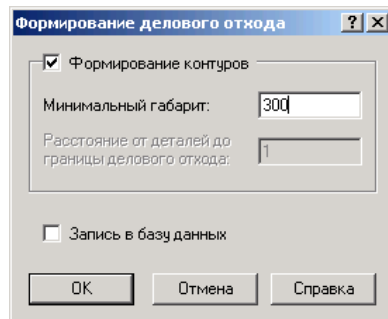 Формирование делового отхода
Формирование контуров
Минимальный габарит: 300
Расстояние от деталей до
границы делового отхода: 1
Запись в базу данных
ОК Отмена Справка